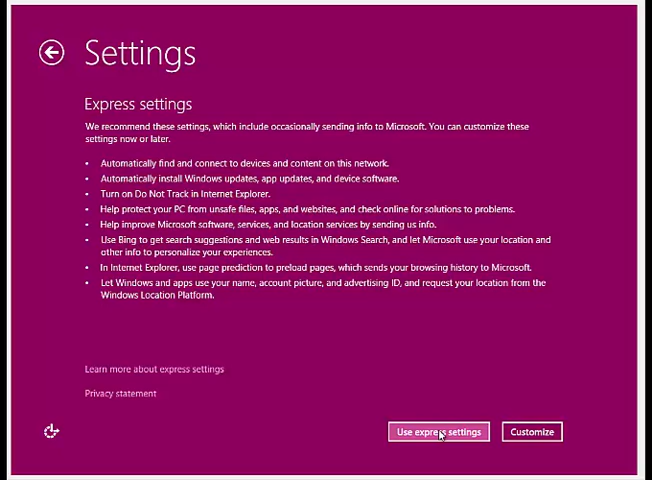 Settings
Express settings
We recommend these settings, which include occasionally sending info to Microsoft. You can customize these
settings now or later.
• Automatically find and connect to devices and content on this network.
• Automatically install Windows updates, app updates, and device software.
• Turn on Do Not Track in Internet Explorer.
• Help protect your PC from unsafe files, apps, and websites, and check online for solutions to problems.
• Help improve Microsoft software, services, and location services by sending us info.
• Use Bing to get search suggestions and web results in Windows Search, and let Microsoft use your location and
other info to personalize your experiences.
• In Internet Explorer, use page prediction to preload pages, which sends your browsing history to Microsoft.
• Let Windows and apps use your name, account picture, and advertising ID, and request your location from the
Windows Location Platform.
Learn more about express settings
Privacy statement
Use express settings
Customize